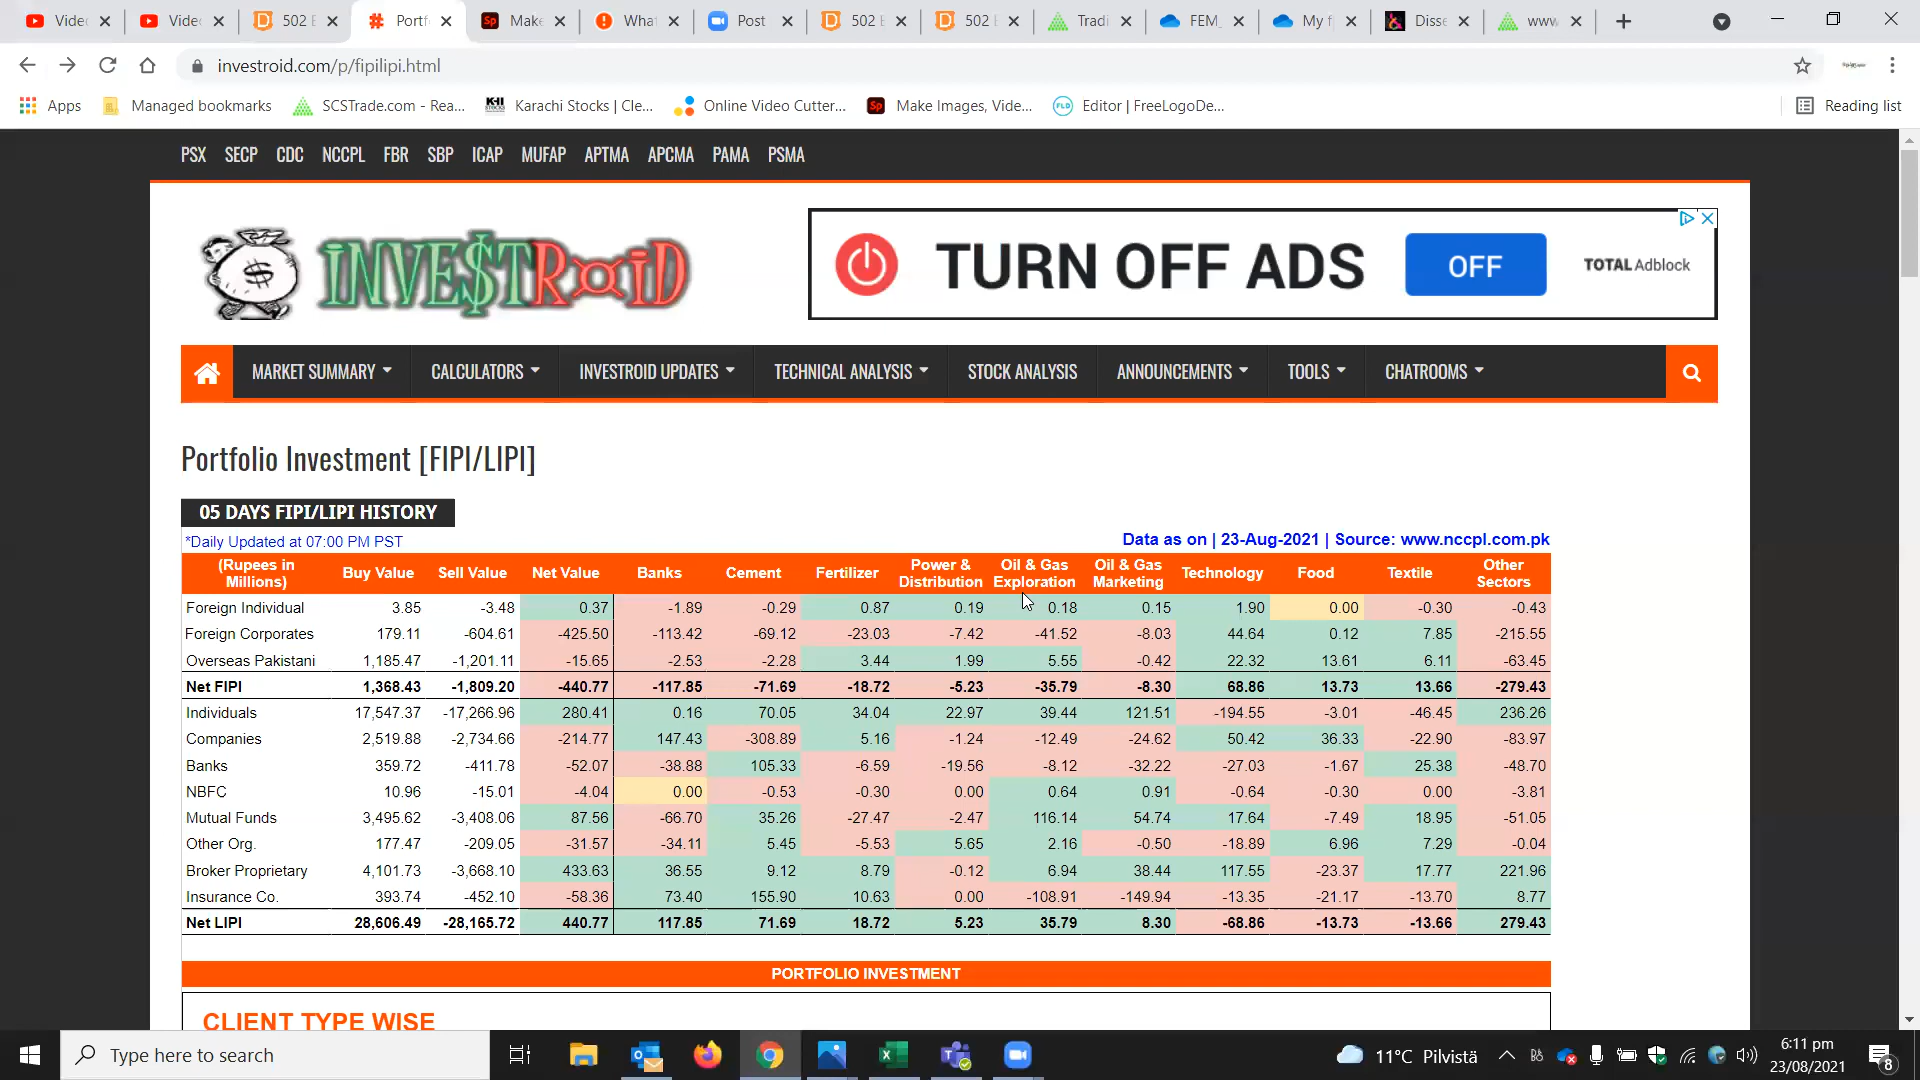 Vide
Vide
502 E
Portf
Make
What
Post
502 E
502 E
Tradi
FEM_
My f
Disse
www
investroid.com/p/fipilipi.html
Apps
Managed bookmarks
SCSTrade.com - Rea...
Karachi Stocks | Cle...
Online Video Cutter...
Make Images, Vide...
Editor | FreeLogoDe...
Reading list
PSX SECP CDC NCCPL FBR SBP ICAP MUFAP APTMA APCMA PAMA PSMA
INVE$TROID
TURN OFF ADS OFF TOTAL Adblock
MARKET SUMMARY CALCULATORS INVESTROID UPDATES TECHNICAL ANALYSIS STOCK ANALYSIS ANNOUNCEMENTS TOOLS CHATROOMS
Portfolio Investment [FIPI/LIPI]
05 DAYS FIPI/LIPI HISTORY
*Daily Updated at 07:00 PM PST Data as on | 23-Aug-2021 | Source: www.nccpl.com.pk
(Rupees in Millions) Buy Value Sell Value Net Value Banks Cement Fertilizer Power & Distribution Oil & Gas Exploration Oil & Gas Marketing Technology Food Textile Other Sectors
Foreign Individual 3.85 -3.48 0.37 -1.89 -0.29 0.87 0.19 0.18 0.15 1.90 0.00 -0.30 -0.43
Foreign Corporates 179.11 -604.61 -425.50 -113.42 -69.12 -23.03 -7.42 -41.52 -8.03 44.64 0.12 7.85 -215.55
Overseas Pakistani 1,185.47 -1,201.11 -15.65 -2.53 -2.28 3.44 1.99 5.55 -0.42 22.32 13.61 6.11 -63.45
Net FIPI 1,368.43 -1,809.20 -440.77 -117.85 -71.69 -18.72 -5.23 -35.79 -8.30 68.86 13.73 13.66 -279.43
Individuals 17,547.37 -17,266.96 280.41 0.16 70.05 34.04 22.97 39.44 121.51 -194.55 -3.01 -46.45 236.26
Companies 2,519.88 -2,734.66 -214.77 147.43 -308.89 5.16 -1.24 -12.49 -24.62 50.42 36.33 -22.90 -83.97
Banks 359.72 -411.78 -52.07 -38.88 105.33 -6.59 -19.56 -8.12 -32.22 -27.03 -1.67 25.38 -48.70
NBFC 10.96 -15.01 -4.04 0.00 -0.53 -0.30 0.00 0.64 0.91 -0.64 -0.30 0.00 -3.81
Mutual Funds 3,495.62 -3,408.06 87.56 -66.70 35.26 -27.47 -2.47 116.14 54.74 17.64 -7.49 18.95 -51.05
Other Org. 177.47 -209.05 -31.57 -34.11 5.45 -5.53 5.65 2.16 -0.50 -18.89 6.96 7.29 -0.04
Broker Proprietary 4,101.73 -3,668.10 433.63 36.55 9.12 8.79 -0.12 6.94 38.44 117.55 -23.37 17.77 221.96
Insurance Co. 393.74 -452.10 -58.36 73.40 155.90 10.63 0.00 -108.91 -149.94 -13.35 -21.17 -13.70 8.77
Net LIPI 28,606.49 -28,165.72 440.77 117.85 71.69 18.72 5.23 35.79 8.30 -68.86 -13.73 -13.66 279.43
PORTFOLIO INVESTMENT
CLIENT TYPE WISE
Type here to search
11°C Pilvistä
6:11 pm
23/08/2021
8